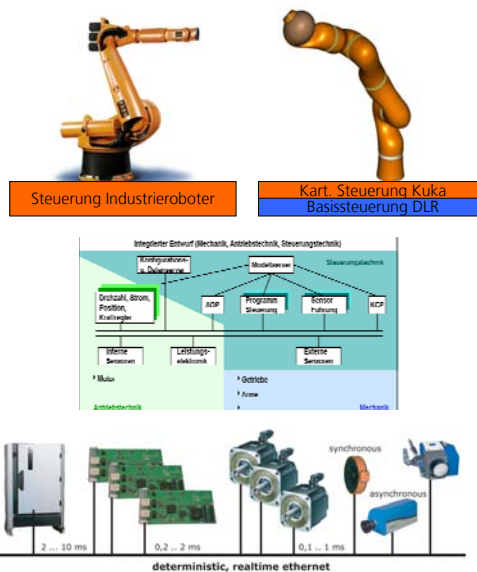 Steuerung Industrieroboter
Kart. Steuerung Kuka
Basissteuerung DLR
Integrierter Entwurf (Mechanik, Antriebstechnik, Steuerungstechnik)
Konfigurations-
Modellserver
Steuerungstechnik
Drehzahl, Strom,
Position,
Kraftregler
ADP
Programm
Steuerung
Sensor
Führung
KCP
Interne
Sensoren
Leistungs-
elektronik
Externe
Sensoren
Motor
Getriebe
Arme
Antriebstechnik
Mechanik
synchronous
asynchronous
2 ... 10 ms
0,2 .. 2 ms
0,1 .. 1 ms
deterministic, realtime ethernet